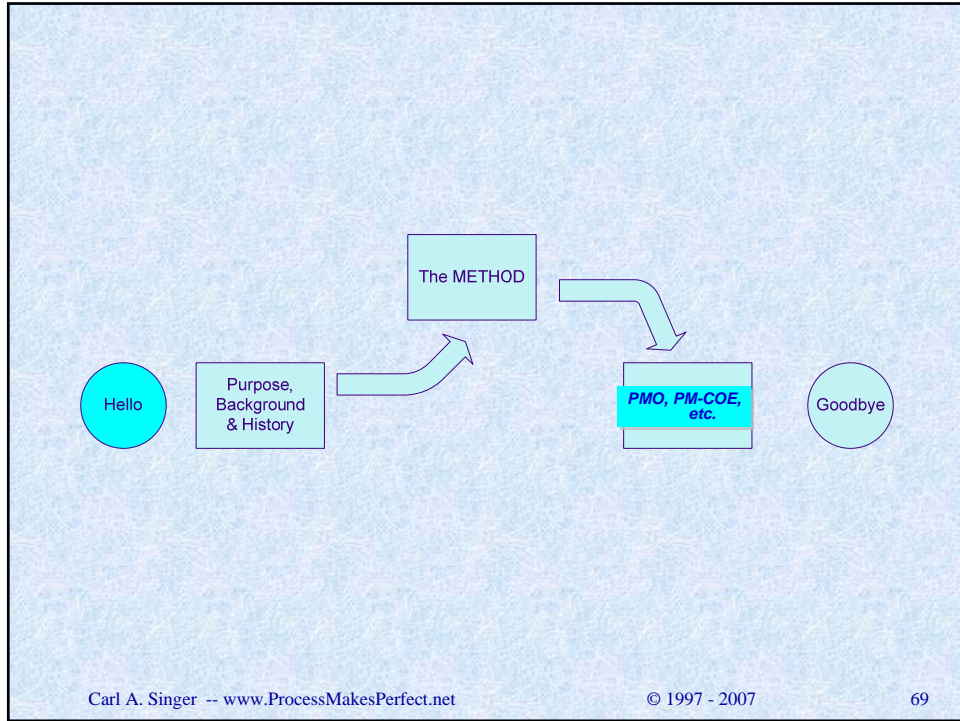 The METHOD
Hello
Purpose,
Background
& History
PMO, PM-COE,
etc.
Goodbye
Carl A. Singer -- www.ProcessMakesPerfect.net © 1997 - 2007 69